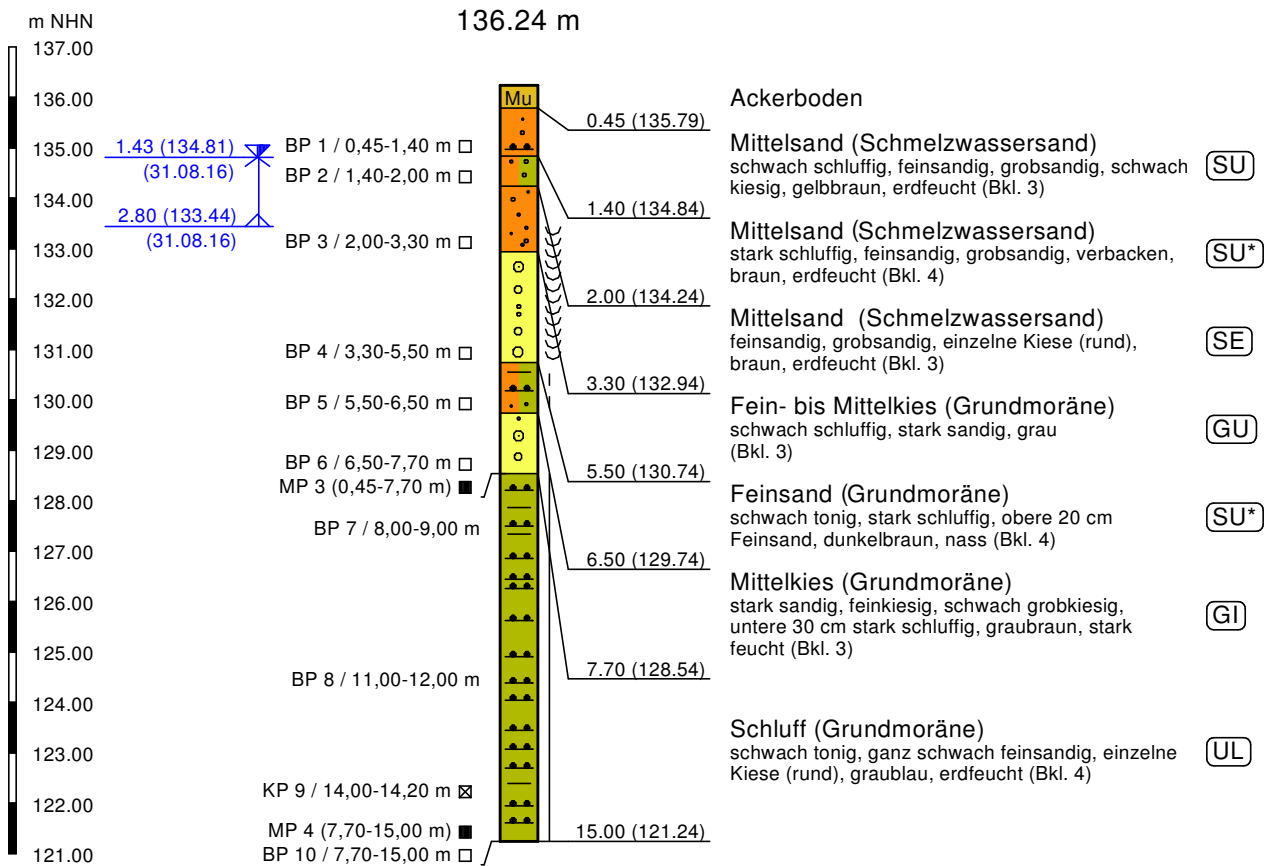 136.24 m
m NHN
137.00
136.00
135.00
134.00
133.00
132.00
131.00
130.00
129.00
128.00
127.00
126.00
125.00
124.00
123.00
122.00
121.00
1.43 (134.81)
(31.08.16)
2.80 (133.44)
(31.08.16)
BP 1 / 0,45-1,40 m
BP 2 / 1,40-2,00 m
BP 3 / 2,00-3,30 m
BP 4 / 3,30-5,50 m
BP 5 / 5,50-6,50 m
BP 6 / 6,50-7,70 m
MP 3 (0,45-7,70 m)
BP 7 / 8,00-9,00 m
BP 8 / 11,00-12,00 m
KP 9 / 14,00-14,20 m
MP 4 (7,70-15,00 m)
BP 10 / 7,70-15,00 m
Mu
0.45 (135.79)
1.40 (134.84)
2.00 (134.24)
3.30 (132.94)
5.50 (130.74)
6.50 (129.74)
7.70 (128.54)
15.00 (121.24)
Ackerboden
Mittelsand (Schmelzwassersand)
schwach schluffig, feinsandig, grobsandig, schwach
kiesig, gelbbraun, erdfeucht (Bkl. 3)
SU
Mittelsand (Schmelzwassersand)
stark schluffig, feinsandig, grobsandig, verbacken,
braun, erdfeucht (Bkl. 4)
SU*
Mittelsand (Schmelzwassersand)
feinsandig, grobsandig, einzelne Kiese (rund),
braun, erdfeucht (Bkl. 3)
SE
Fein- bis Mittelkies (Grundmoräne)
schwach schluffig, stark sandig, grau
(Bkl. 3)
GU
Feinsand (Grundmoräne)
schwach tonig, stark schluffig, obere 20 cm
Feinsand, dunkelbraun, nass (Bkl. 4)
SU*
Mittelkies (Grundmoräne)
stark sandig, feinkiesig, schwach grobkiesig,
untere 30 cm stark schluffig, graubraun, stark
feucht (Bkl. 3)
GI
Schluff (Grundmoräne)
schwach tonig, ganz schwach feinsandig, einzelne
Kiese (rund), graublau, erdfeucht (Bkl. 4)
UL